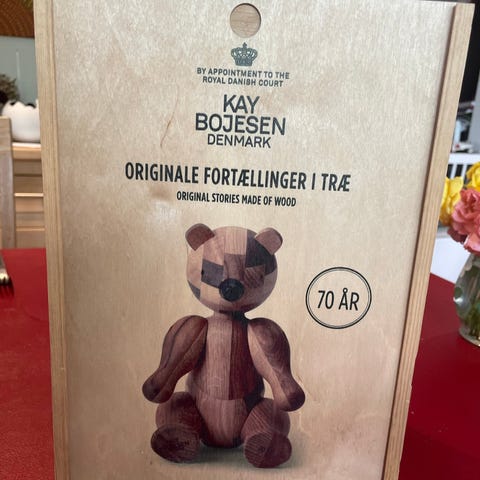 BY APPOINTMENT TO THE
ROYAL DANISH COURT
KAY
BOJESEN
DENMARK
ORIGINALE FORTÆLLINGER I TRÆ
ORIGINAL STORIES MADE OF WOOD
70 ÅR